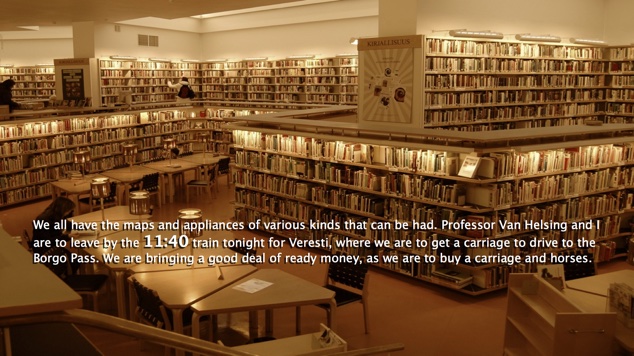 KIRJALLISUUS
We all have the maps and appliances of various kinds that can be had. Professor Van Helsing and I
are to leave by the 11:40 train tonight for Veresti, where we are to get a carriage to drive to the
Borgo Pass. We are bringing a good deal of ready money, as we are to buy a carriage and horses.